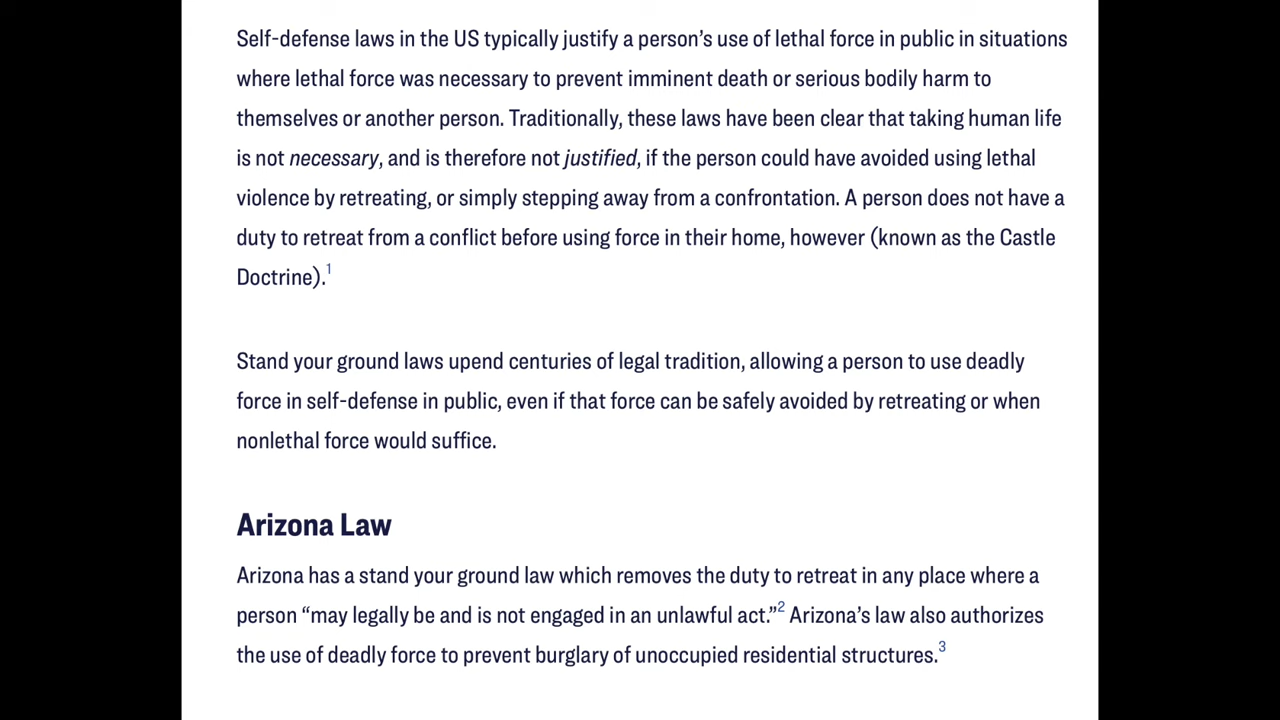 Self-defense laws in the US typically justify a person’s use of lethal force in public in situations
where lethal force was necessary to prevent imminent death or serious bodily harm to
themselves or another person. Traditionally, these laws have been clear that taking human life
is not necessary, and is therefore not justified, if the person could have avoided using lethal
violence by retreating, or simply stepping away from a confrontation. A person does not have a
duty to retreat from a conflict before using force in their home, however (known as the Castle
Doctrine).1
Stand your ground laws upend centuries of legal tradition, allowing a person to use deadly
force in self-defense in public, even if that force can be safely avoided by retreating or when
nonlethal force would suffice.
Arizona Law
Arizona has a stand your ground law which removes the duty to retreat in any place where a
person “may legally be and is not engaged in an unlawful act.”2 Arizona’s law also authorizes
the use of deadly force to prevent burglary of unoccupied residential structures.3